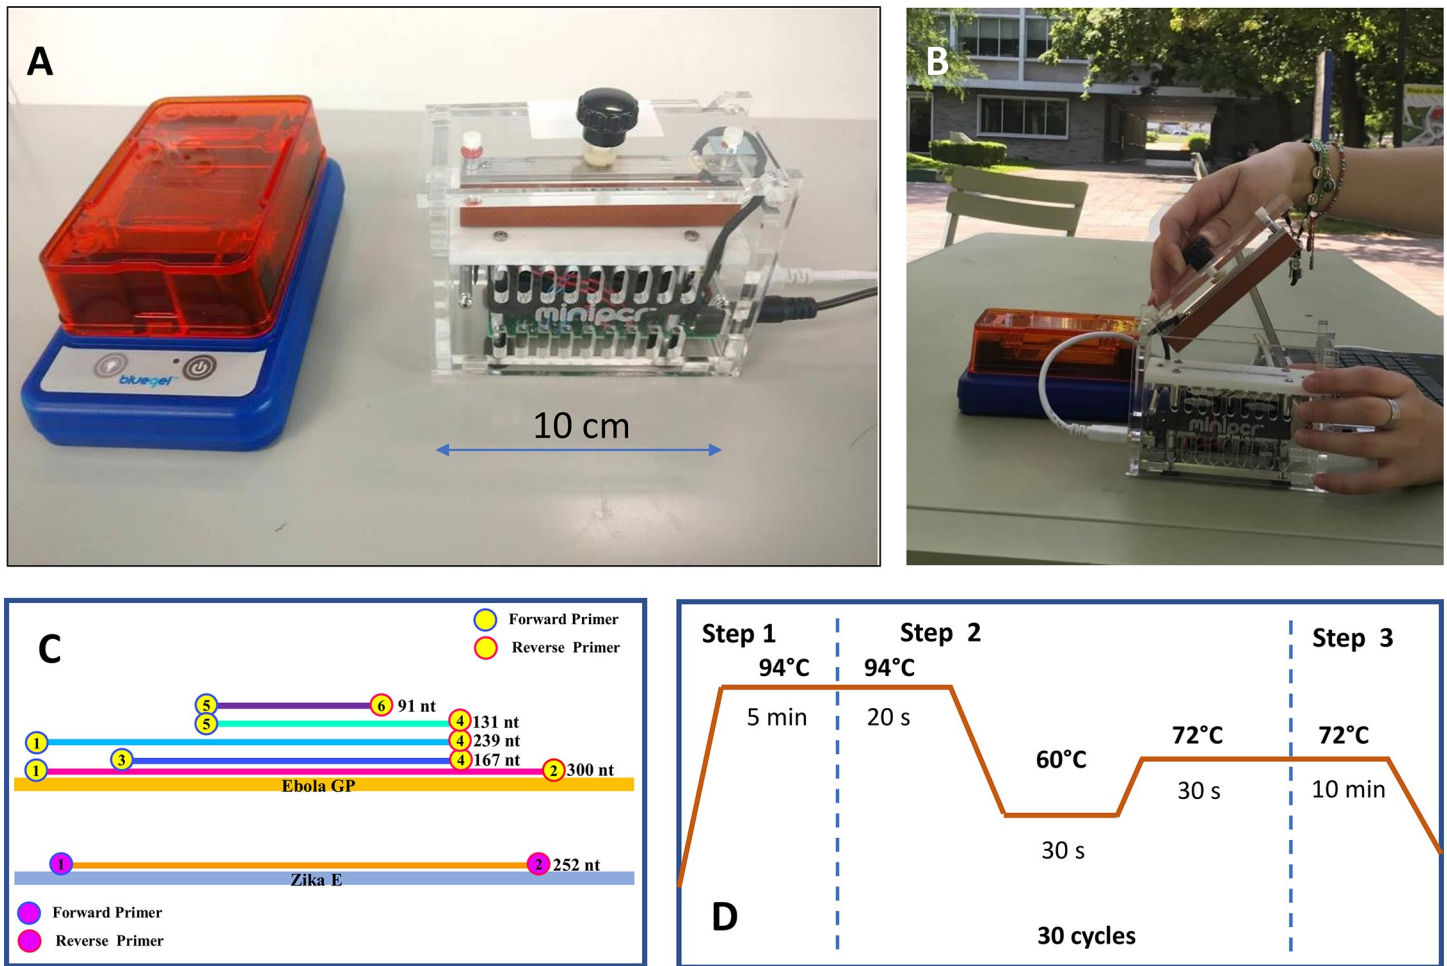 A
bluegel
minipcr
10 cm
B
minipcr
C
Forward Primer
Reverse Primer
5 6 91 nt
5 4 131 nt
1 4 239 nt
3 4 167 nt
1 2 300 nt
Ebola GP
1 2 252 nt
Zika E
Forward Primer
Reverse Primer
Step 1
Step 2
Step 3
94°C
94°C
5 min
20 s
60°C
30 s
72°C
30 s
72°C
10 min
D
30 cycles